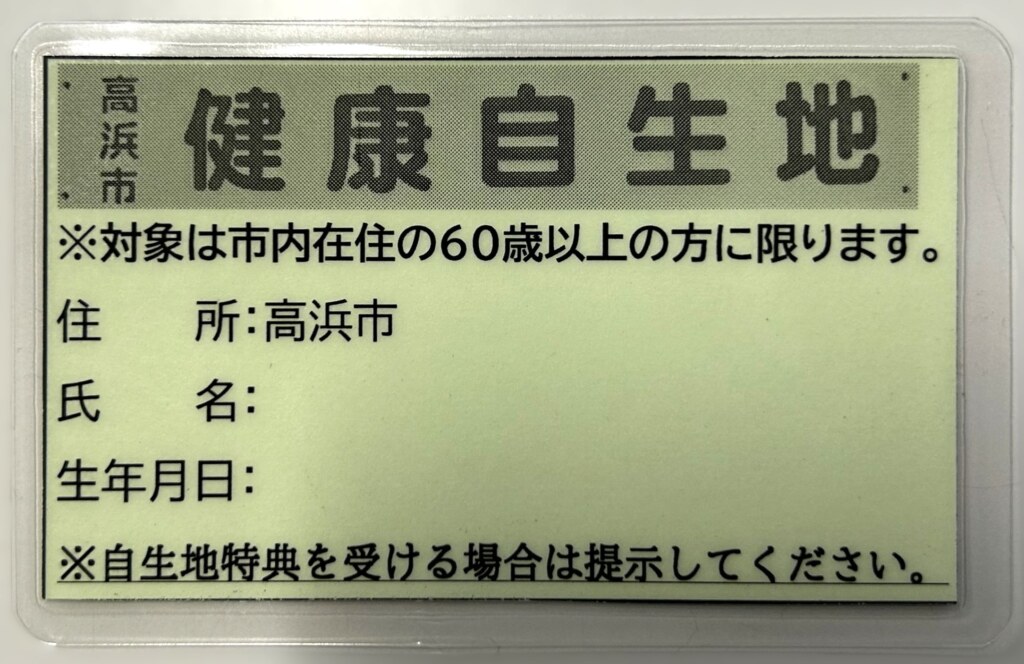 高浜市
健康自生地
※対象は市内在住の60歳以上の方に限ります。
住　　所：高浜市
氏　　名：
生年月日：
※自生地特典を受ける場合は提示してください。